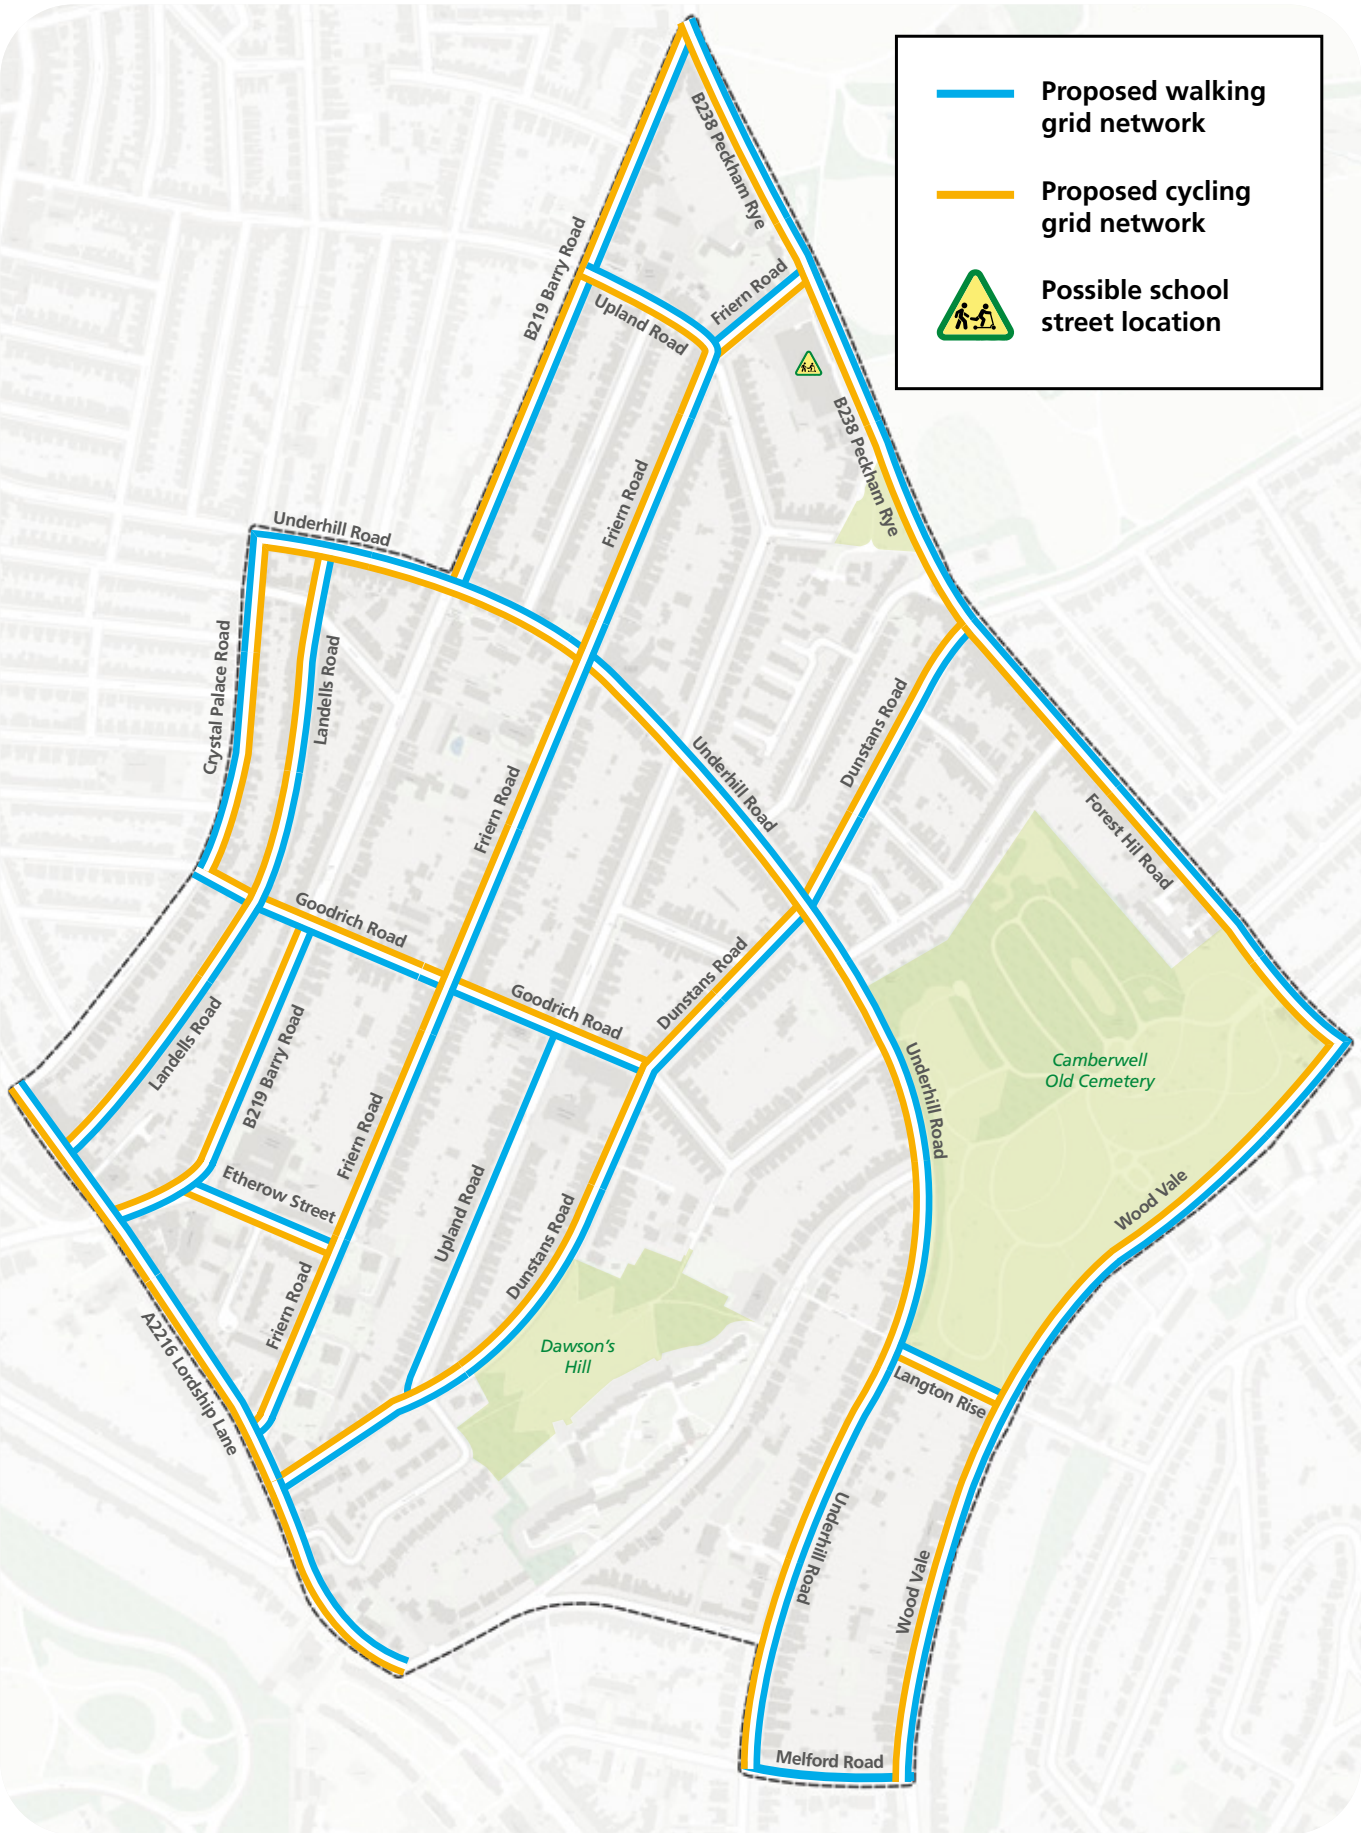 Proposed walking
grid network
Proposed cycling
grid network
Possible school
street location
B238 Peckham Rye
B219 Barry Road
Friern Road
Upland Road
B238 Peckham Rye
Friern Road
Underhill Road
Crystal Palace Road
Landells Road
Dunstans Road
Underhill Road
Friern Road
Forest Hil Road
Goodrich Road
Dunstans Road
Goodrich Road
Landells Road
B219 Barry Road
Underhill Road
Camberwell
Old Cemetery
Friern Road
Etherow Street
Upland Road
Dunstans Road
Wood Vale
Friern Road
A2216 Lordship Lane
Dawson's
Hill
Langton Rise
Underhill Road
Wood Vale
Melford Road